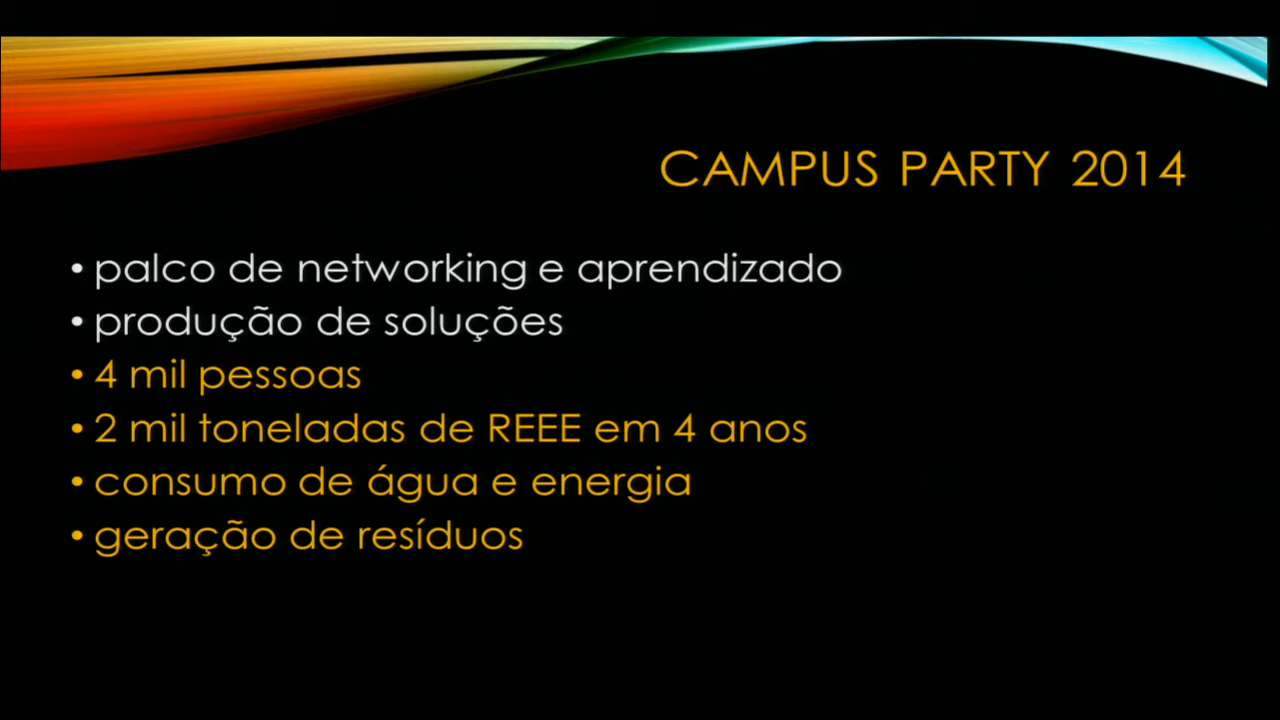 CAMPUS PARTY 2014
• palco de networking e aprendizado
• produção de soluções
• 4 mil pessoas
• 2 mil toneladas de REEE em 4 anos
• consumo de água e energia
• geração de resíduos